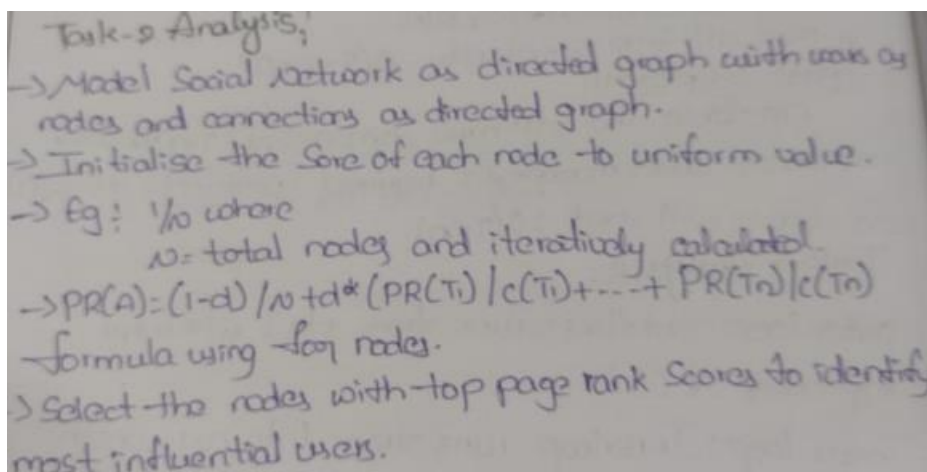 Task-2 Analysis:
→ Model Social Network as directed graph with users as
nodes and connections as directed graph.
→ Initialise the Sore of each node to uniform value.
→ Eg: 1/n where
N= total nodes and iteratively calculated
→ PR(A)=(1-d)/N+d*(PR(T1)/c(T1)+----+ PR(Tn)/c(Tn)
formula using nodes.
→ Select the nodes with top page rank Scores to identify
most influential users.